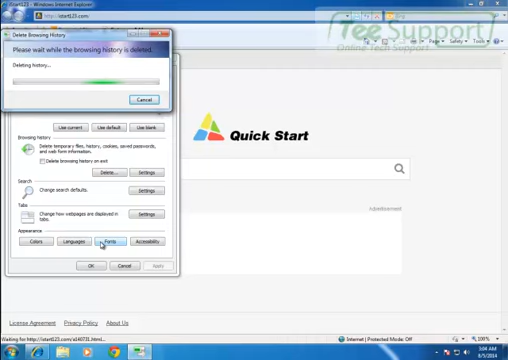 iStart123 - Windows Internet Explorer
http://istart123.com
Tee Support
Online Tech Support
Page
Safety
Tools
Delete Browsing History
Please wait while the browsing history is deleted.
Deleting history...
Cancel
Use current
Use default
Use blank
Browsing history
Delete temporary files, history, cookies, saved passwords,
and web form information.
Delete browsing history on exit
Delete...
Settings
Search
Change search defaults.
Settings
Tabs
Change how webpages are displayed in
tabs.
Settings
Appearance
Colors
Languages
Fonts
Accessibility
OK
Cancel
Apply
Quick Start
Advertisement
License Agreement
Privacy Policy
About Us
Internet | Protected Mode: Off
100%
3:04 AM
8/5/2014